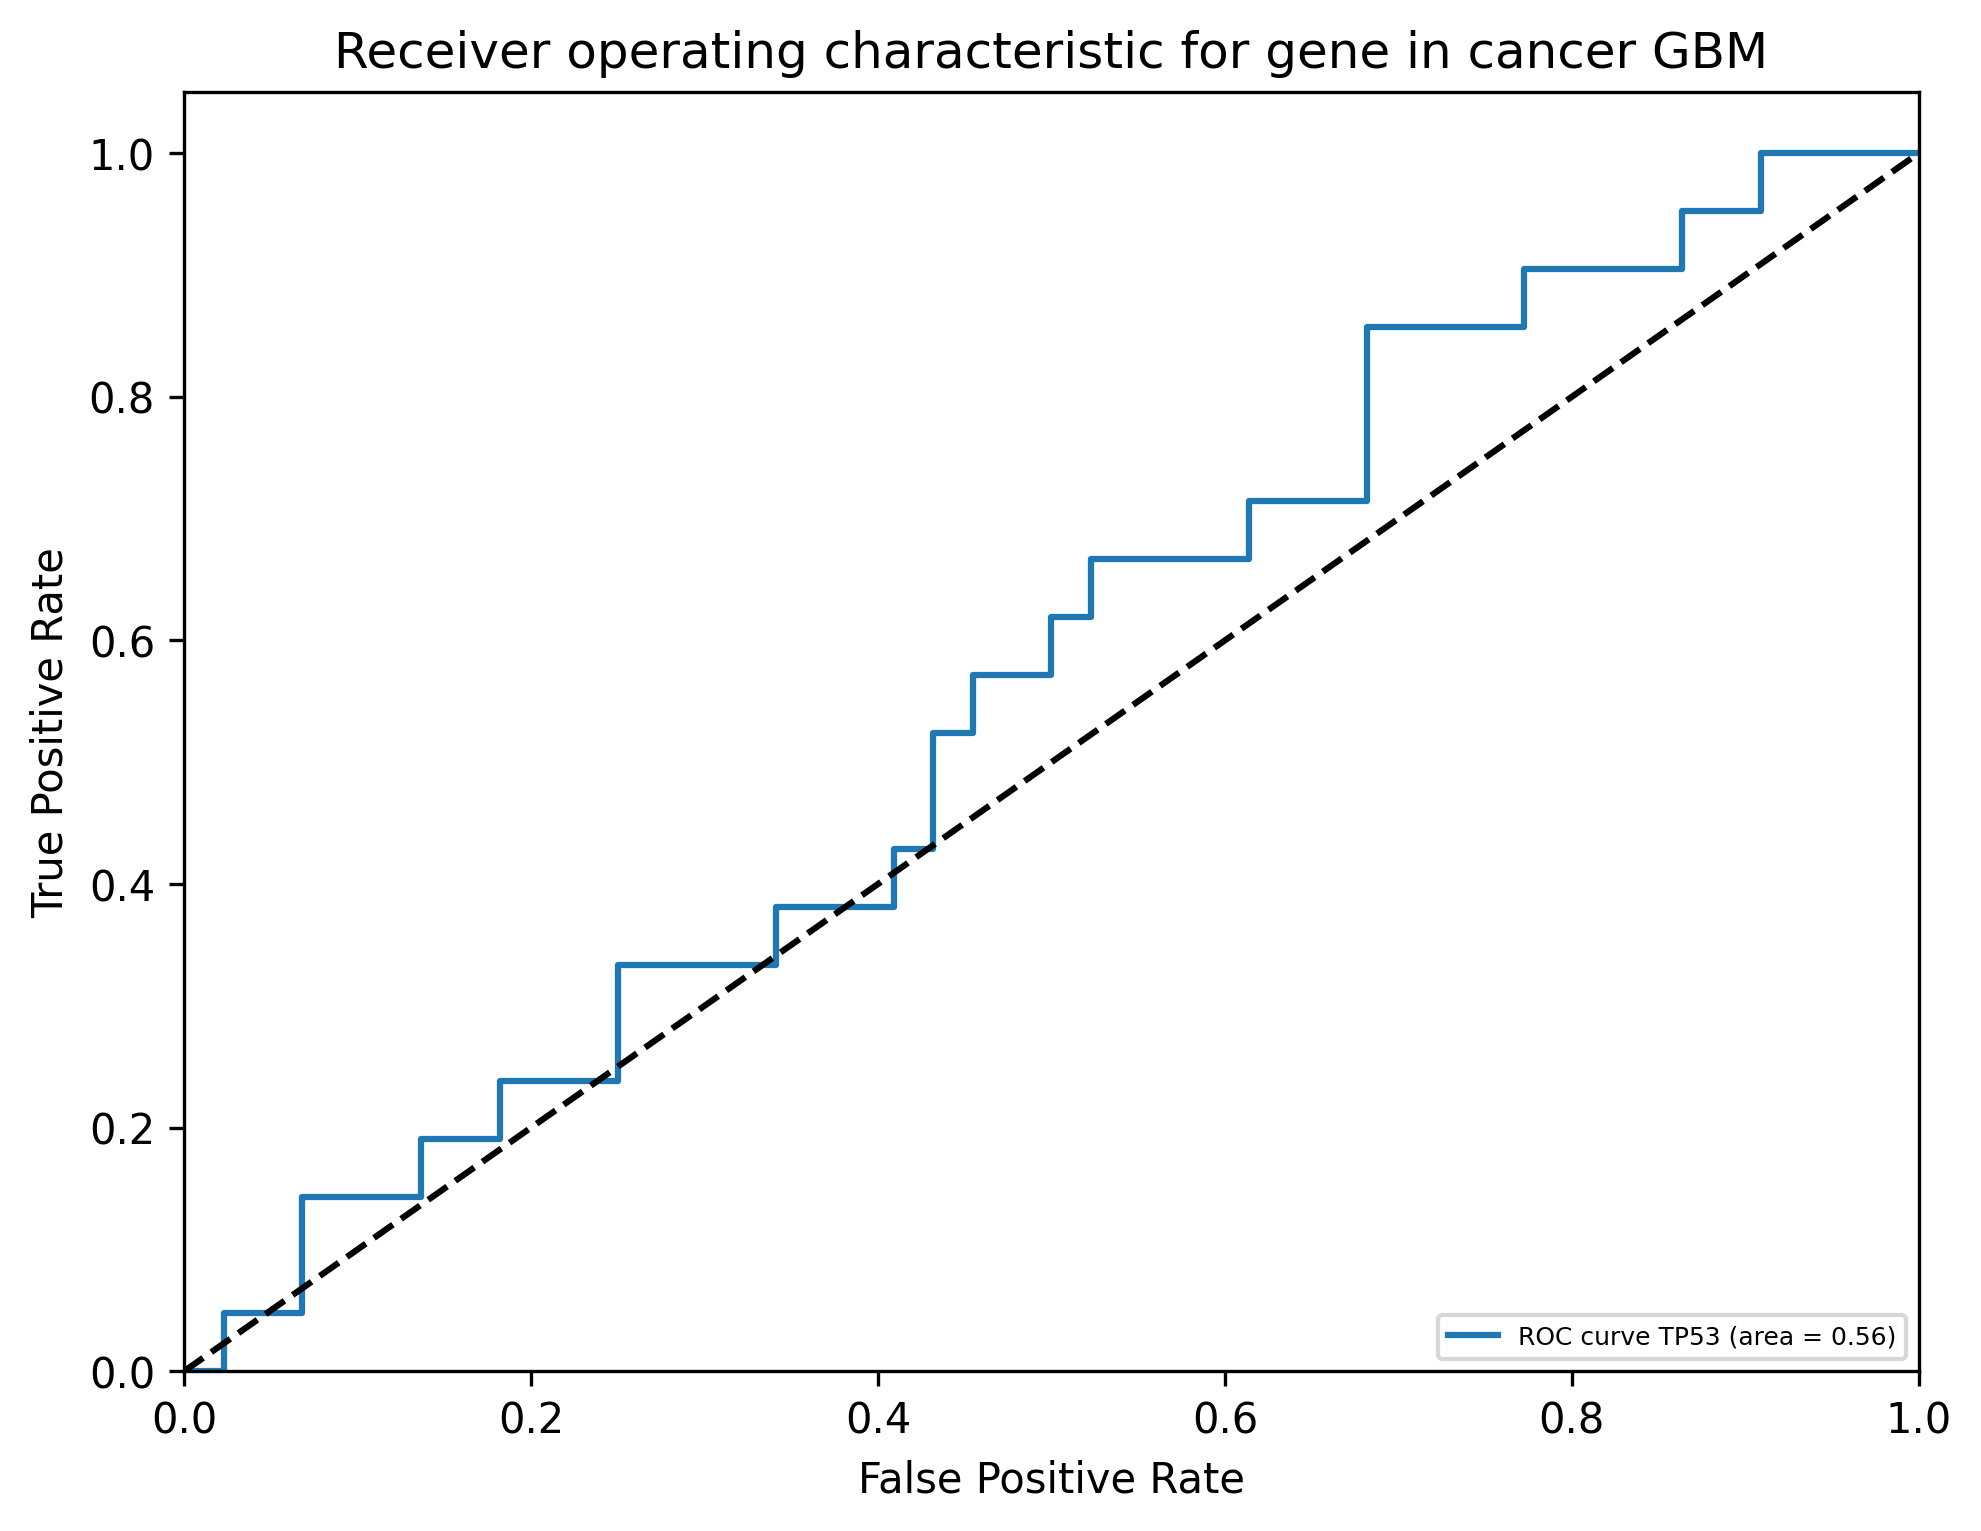 Receiver operating characteristic for gene in cancer GBM
True Positive Rate
1.0
0.8
0.6
0.4
0.2
0.0
ROC curve TP53 (area = 0.56)
0.0 0.2 0.4 0.6 0.8 1.0
False Positive Rate